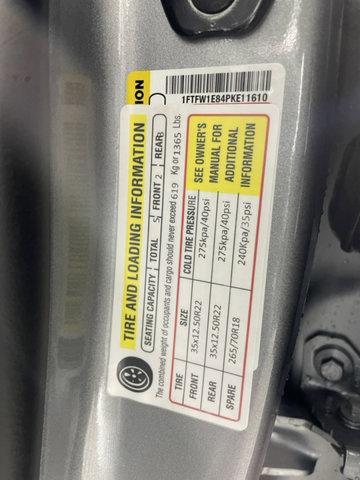 ION
1FTFW1E84PKE11610
TIRE AND LOADING INFORMATION
SEATING CAPACITY TOTAL 5 FRONT 2 REAR 3
The combined weight of occupants and cargo should never exceed 619 Kg or 1365 Lbs.
TIRE SIZE COLD TIRE PRESSURE
FRONT 35x12.50R22 275kpa/40psi
REAR 35x12.50R22 275kpa/40psi
SPARE 265/70R18 240Kpa/35psi
SEE OWNER'S
MANUAL FOR
ADDITIONAL
INFORMATION